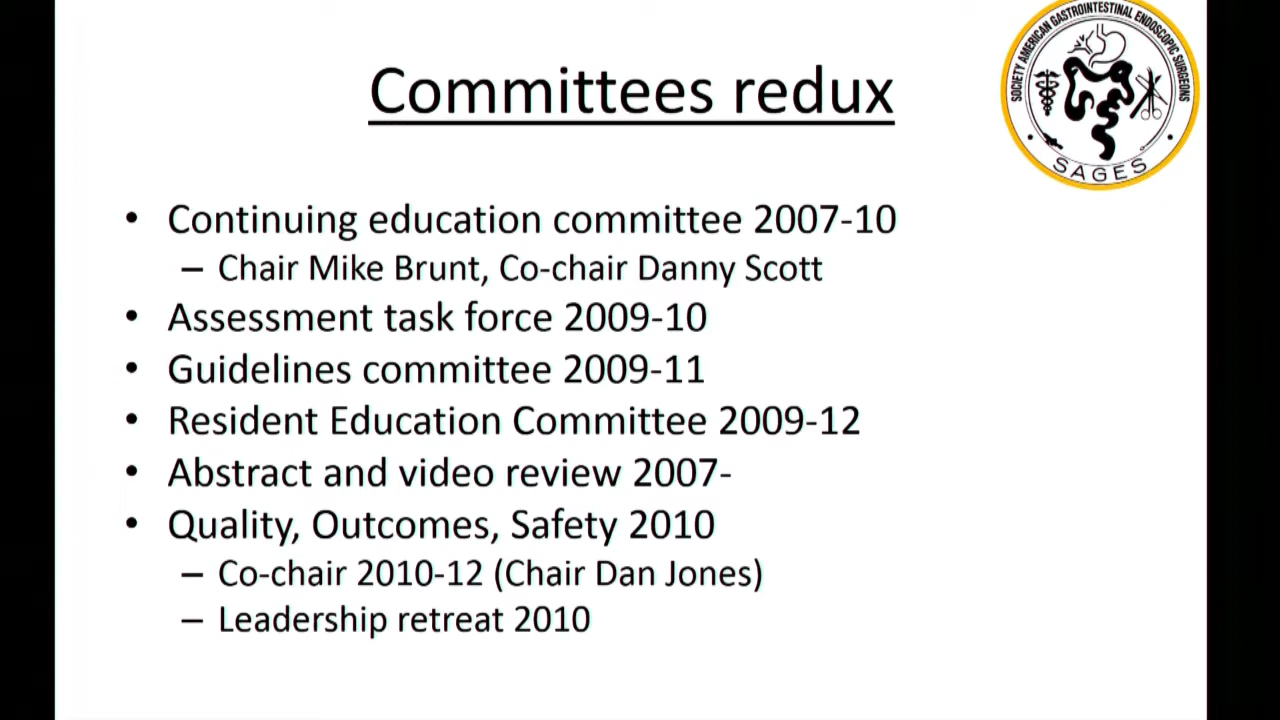 Committees redux
SOCIETY AMERICAN GASTROINTESTINAL ENDOSCOPIC SURGEONS
SAGES
• Continuing education committee 2007-10
– Chair Mike Brunt, Co-chair Danny Scott
• Assessment task force 2009-10
• Guidelines committee 2009-11
• Resident Education Committee 2009-12
• Abstract and video review 2007-
• Quality, Outcomes, Safety 2010
– Co-chair 2010-12 (Chair Dan Jones)
– Leadership retreat 2010